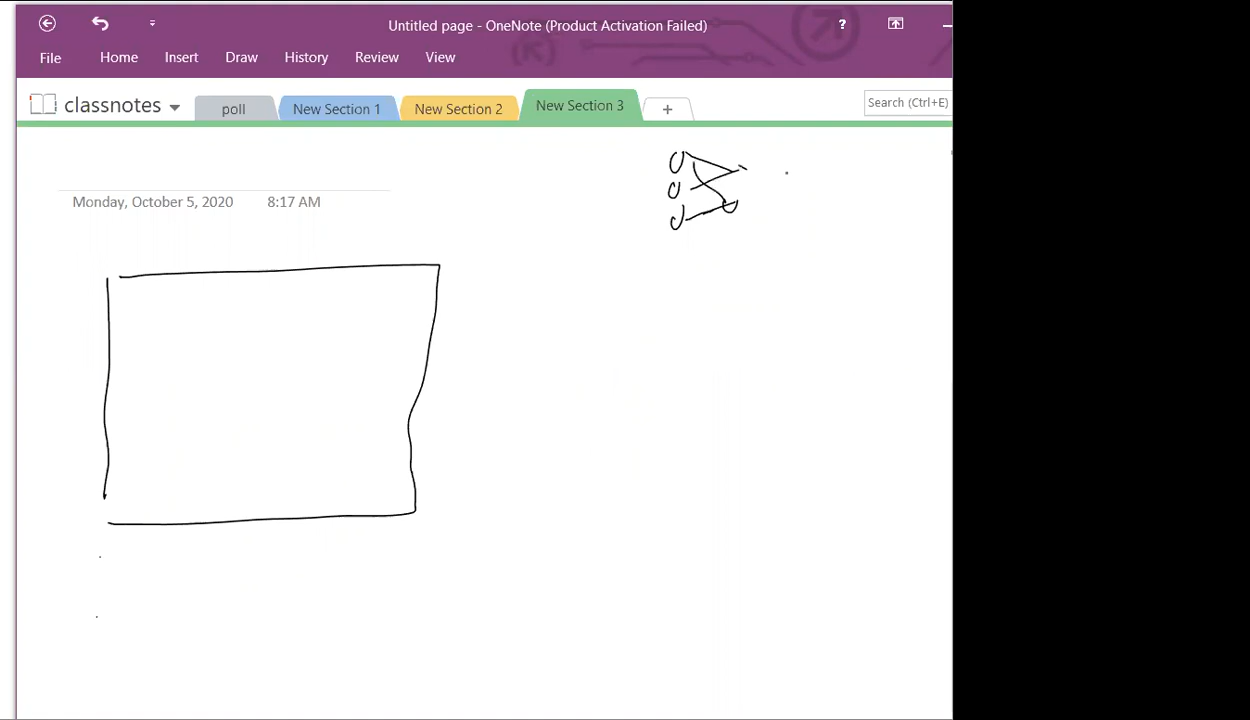 Untitled page - OneNote (Product Activation Failed)
?
File Home Insert Draw History Review View
classnotes poll New Section 1 New Section 2 New Section 3 +
Search (Ctrl+E)
Monday, October 5, 2020 8:17 AM